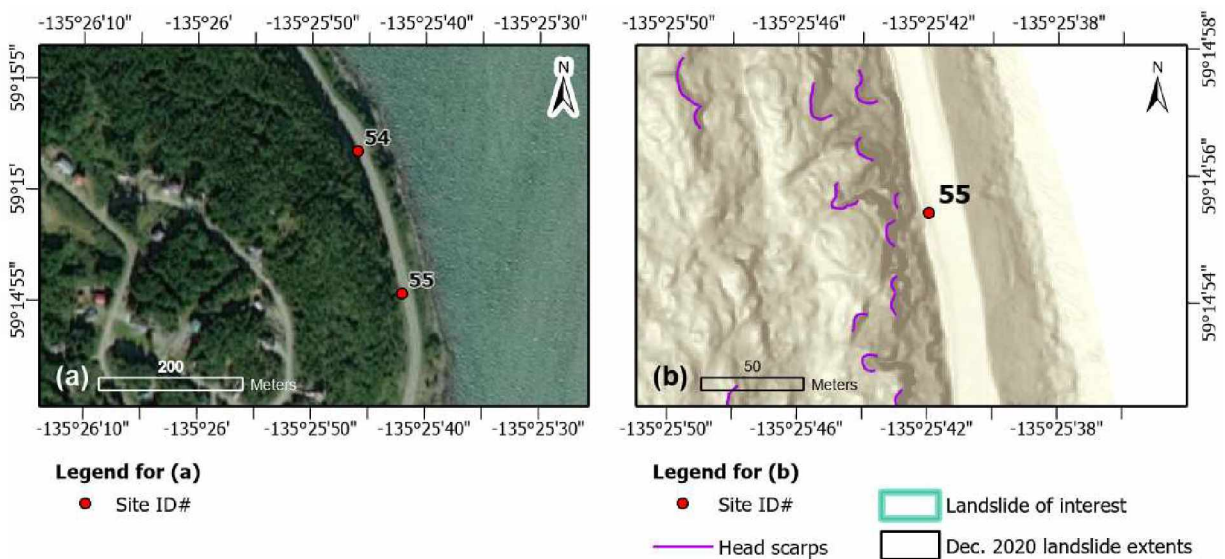 -135°26'10" -135°26' -135°25'50" -135°25'40" -135°25'30"
59°15'5"
59°15'
59°14'55"
N
54
55
200
(a)
Meters
-135°26'10" -135°26' -135°25'50" -135°25'40" -135°25'30"
-135°25'50" -135°25'46" -135°25'42" -135°25'38"
59°14'58"
59°14'56"
59°14'54"
N
55
50
(b)
Meters
-135°25'50" -135°25'46" -135°25'42" -135°25'38"
Legend for (a)
Site ID#
Legend for (b)
Site ID#
Landslide of interest
Head scarps
Dec. 2020 landslide extents